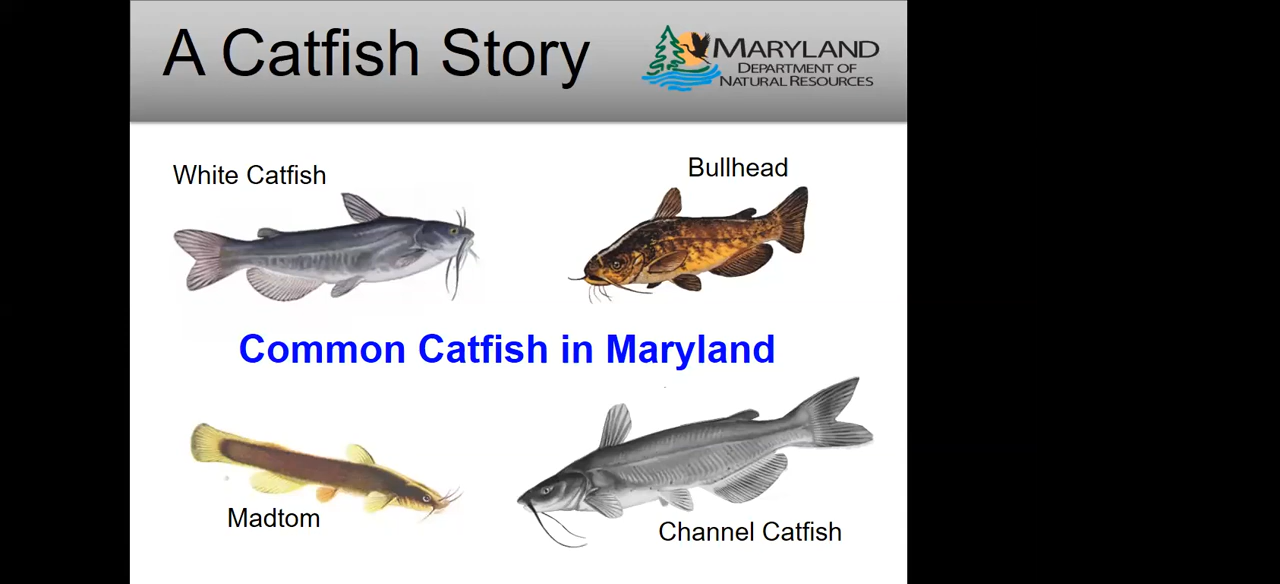 A Catfish Story
MARYLAND
DEPARTMENT OF
NATURAL RESOURCES
White Catfish
Bullhead
Common Catfish in Maryland
Madtom
Channel Catfish